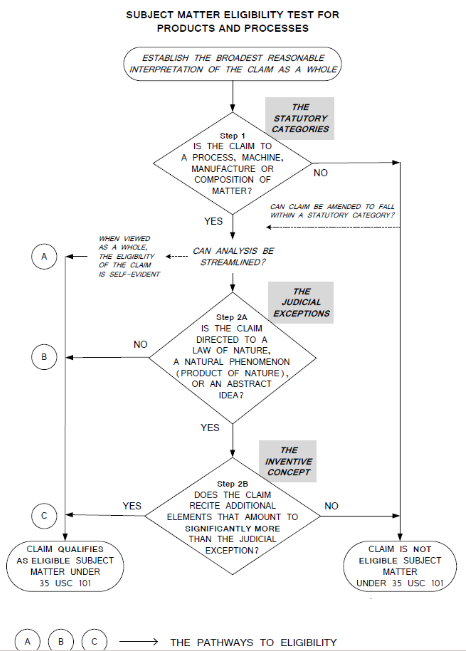 SUBJECT MATTER ELIGIBILITY TEST FOR
PRODUCTS AND PROCESSES
ESTABLISH THE BROADEST REASONABLE
INTERPRETATION OF THE CLAIM AS A WHOLE
THE
STATUTORY
CATEGORIES
Step 1
IS THE CLAIM TO
A PROCESS, MACHINE,
MANUFACTURE OR
COMPOSITION OF
MATTER?
NO
YES
CAN CLAIM BE AMENDED TO FALL
WITHIN A STATUTORY CATEGORY?
A
WHEN VIEWED
AS A WHOLE,
THE ELIGIBILITY
OF THE CLAIM
IS SELF-EVIDENT
CAN ANALYSIS BE
STREAMLINED?
THE
JUDICIAL
EXCEPTIONS
Step 2A
IS THE CLAIM
DIRECTED TO A
LAW OF NATURE,
A NATURAL PHENOMENON
(PRODUCT OF NATURE),
OR AN ABSTRACT
IDEA?
NO
B
YES
THE
INVENTIVE
CONCEPT
Step 2B
DOES THE CLAIM
RECITE ADDITIONAL
ELEMENTS THAT AMOUNT TO
SIGNIFICANTLY MORE
THAN THE JUDICIAL
EXCEPTION?
YES
NO
C
CLAIM QUALIFIES
AS ELIGIBLE SUBJECT
MATTER UNDER
35 USC 101
CLAIM IS NOT
ELIGIBLE SUBJECT
MATTER
UNDER 35 USC 101
A B C THE PATHWAYS TO ELIGIBILITY